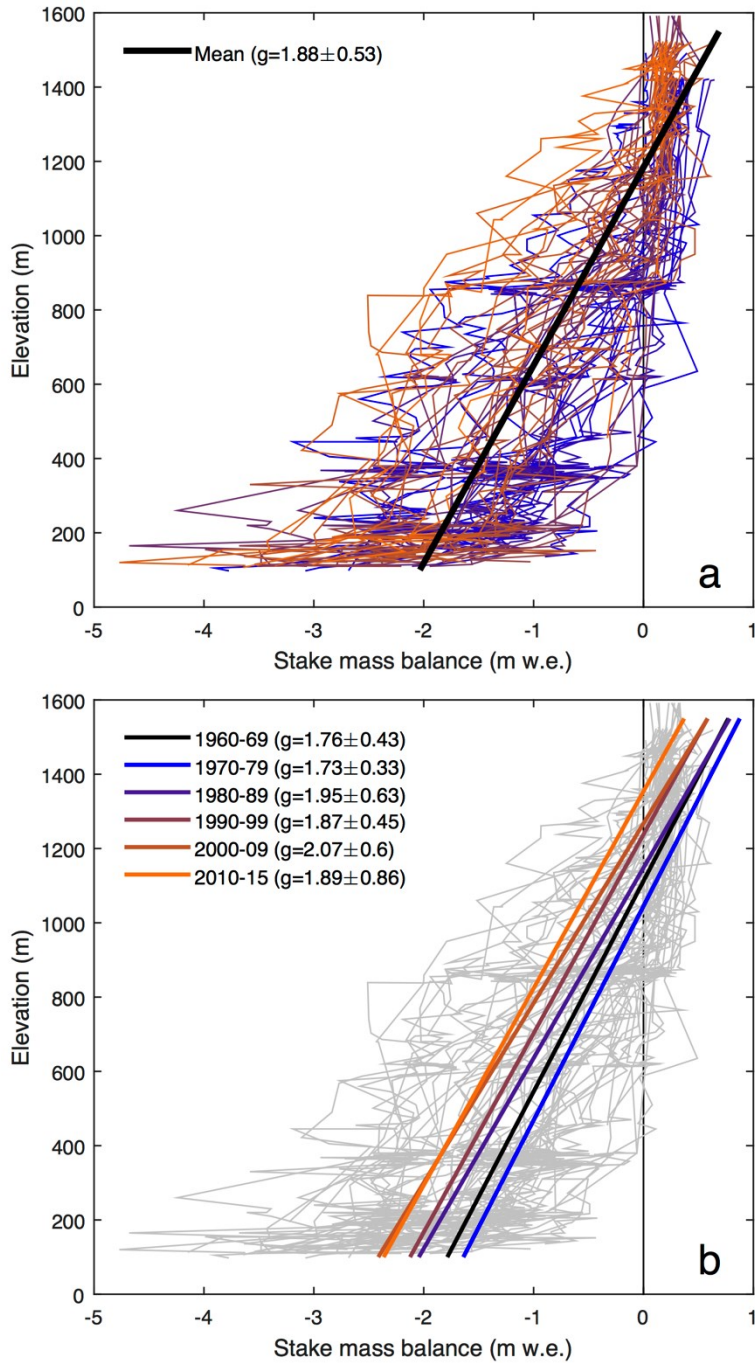 1600
Mean (g=1.88±0.53)
1400
1200
1000
Elevation (m)
800
600
400
200
a
0
-5 -4 -3 -2 -1 0 1
Stake mass balance (m w.e.)
1600
1960-69 (g=1.76±0.43)
1970-79 (g=1.73±0.33)
1400
1980-89 (g=1.95±0.63)
1990-99 (g=1.87±0.45)
1200
2000-09 (g=2.07±0.6)
2010-15 (g=1.89±0.86)
1000
Elevation (m)
800
600
400
200
b
0
-5 -4 -3 -2 -1 0 1
Stake mass balance (m w.e.)